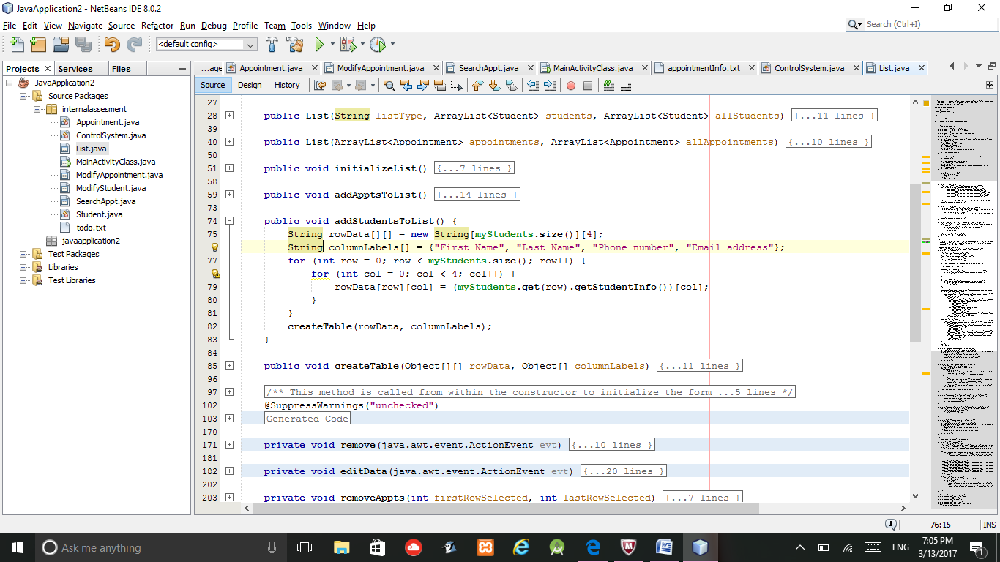 JavaApplication2 - NetBeans IDE 8.0.2
File Edit View Navigate Source Refactor Run Debug Profile Team Tools Window Help
Search (Ctrl+I)
<default config>
Projects Services Files
JavaApplication2
Source Packages
internalassesment
Appointment.java
ControlSystem.java
List.java
MainActivityClass.java
ModifyAppointment.java
ModifyStudent.java
SearchAppt.java
Student.java
todo.txt
javaapplication2
Test Packages
Libraries
Test Libraries
...age Appointment.java ModifyAppointment.java SearchAppt.java MainActivityClass.java appointmentInfo.txt ControlSystem.java List.java
Source Design History
27
28 public List(String listType, ArrayList<Student> students, ArrayList<Student> allStudents) {...11 lines }
39
40 public List(ArrayList<Appointment> appointments, ArrayList<Appointment> allAppointments) {...10 lines }
50
51 public void initializeList() {...7 lines }
58
59 public void addApptsToList() {...14 lines }
73
74 public void addStudentsToList() {
75 String rowData[][] = new String[myStudents.size()][4];
String columnLabels[] = {"First Name", "Last Name", "Phone number", "Email address"};
77 for (int row = 0; row < myStudents.size(); row++) {
for (int col = 0; col < 4; col++) {
79 rowData[row][col] = (myStudents.get(row).getStudentInfo())[col];
80 }
81 }
82 createTable(rowData, columnLabels);
83 }
84
85 public void createTable(Object[][] rowData, Object[] columnLabels) {...11 lines }
96
97 /** This method is called from within the constructor to initialize the form ...5 lines */
102 @SuppressWarnings("unchecked")
103 Generated Code
170
171 private void remove(java.awt.event.ActionEvent evt) {...10 lines }
181
182 private void editData(java.awt.event.ActionEvent evt) {...20 lines }
202
203 private void removeAppts(int firstRowSelected, int lastRowSelected) {...7 lines }
1 76:15 INS
Ask me anything
ENG
7:05 PM
3/13/2017
1